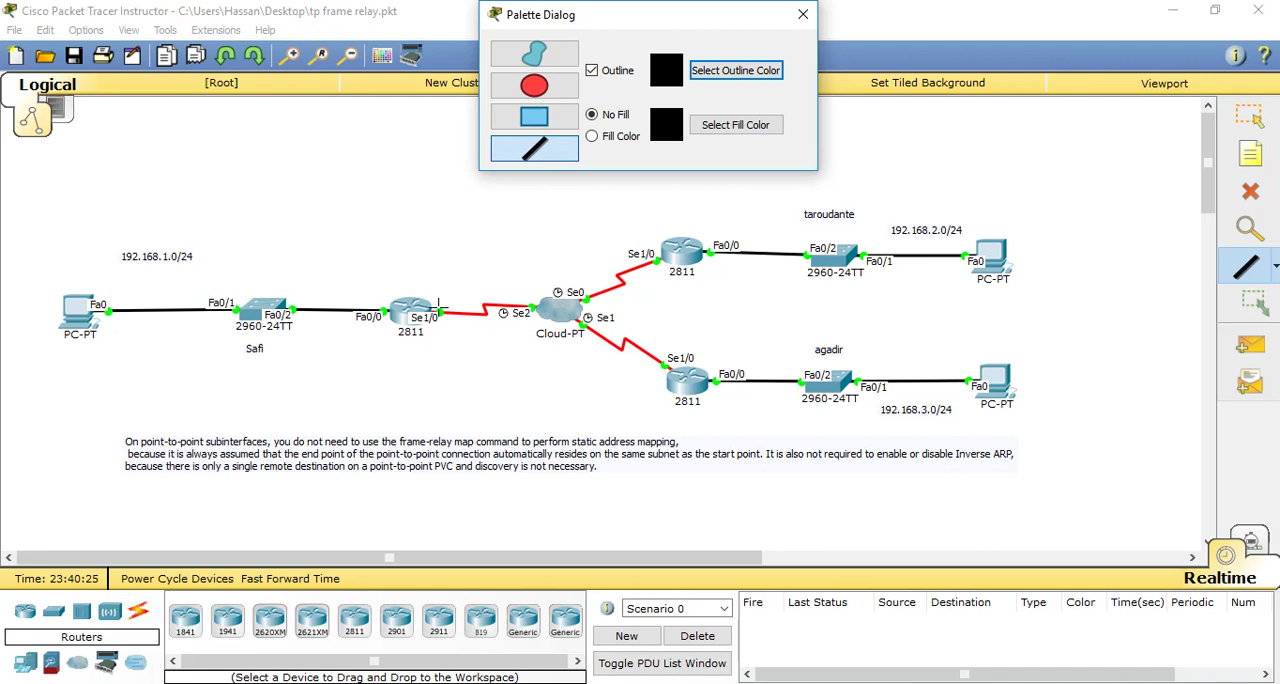 Cisco Packet Tracer Instructor - C:\Users\Hassan\Desktop\tp frame relay.pkt
File Edit Options View Tools Extensions Help
Logical
[Root]
New Clust
Set Tiled Background
Viewport
Palette Dialog
Outline
Select Outline Color
No Fill
Fill Color
Select Fill Color
taroudante
192.168.2.0/24
Se1/0
Fa0/0
Fa0/2
Fa0/1
Fa0
2811
2960-24TT
PC-PT
192.168.1.0/24
Fa0
Fa0/1
Fa0/2
Fa0/0
Se1/0
Se2
Se0
Se1
PC-PT
2960-24TT
2811
Cloud-PT
Safi
agadir
Se1/0
Fa0/0
Fa0/2
Fa0/1
Fa0
2811
2960-24TT
PC-PT
192.168.3.0/24
On point-to-point subinterfaces, you do not need to use the frame-relay map command to perform static address mapping,
because it is always assumed that the end point of the point-to-point connection automatically resides on the same subnet as the start point. It is also not required to enable or disable Inverse ARP,
because there is only a single remote destination on a point-to-point PVC and discovery is not necessary.
Time: 23:40:25 Power Cycle Devices Fast Forward Time
Realtime
Routers
1841 1941 2620XM 2621XM 2811 2901 2911 819 Generic Generic
(Select a Device to Drag and Drop to the Workspace)
Scenario 0
New Delete
Toggle PDU List Window
Fire Last Status Source Destination Type Color Time(sec) Periodic Num